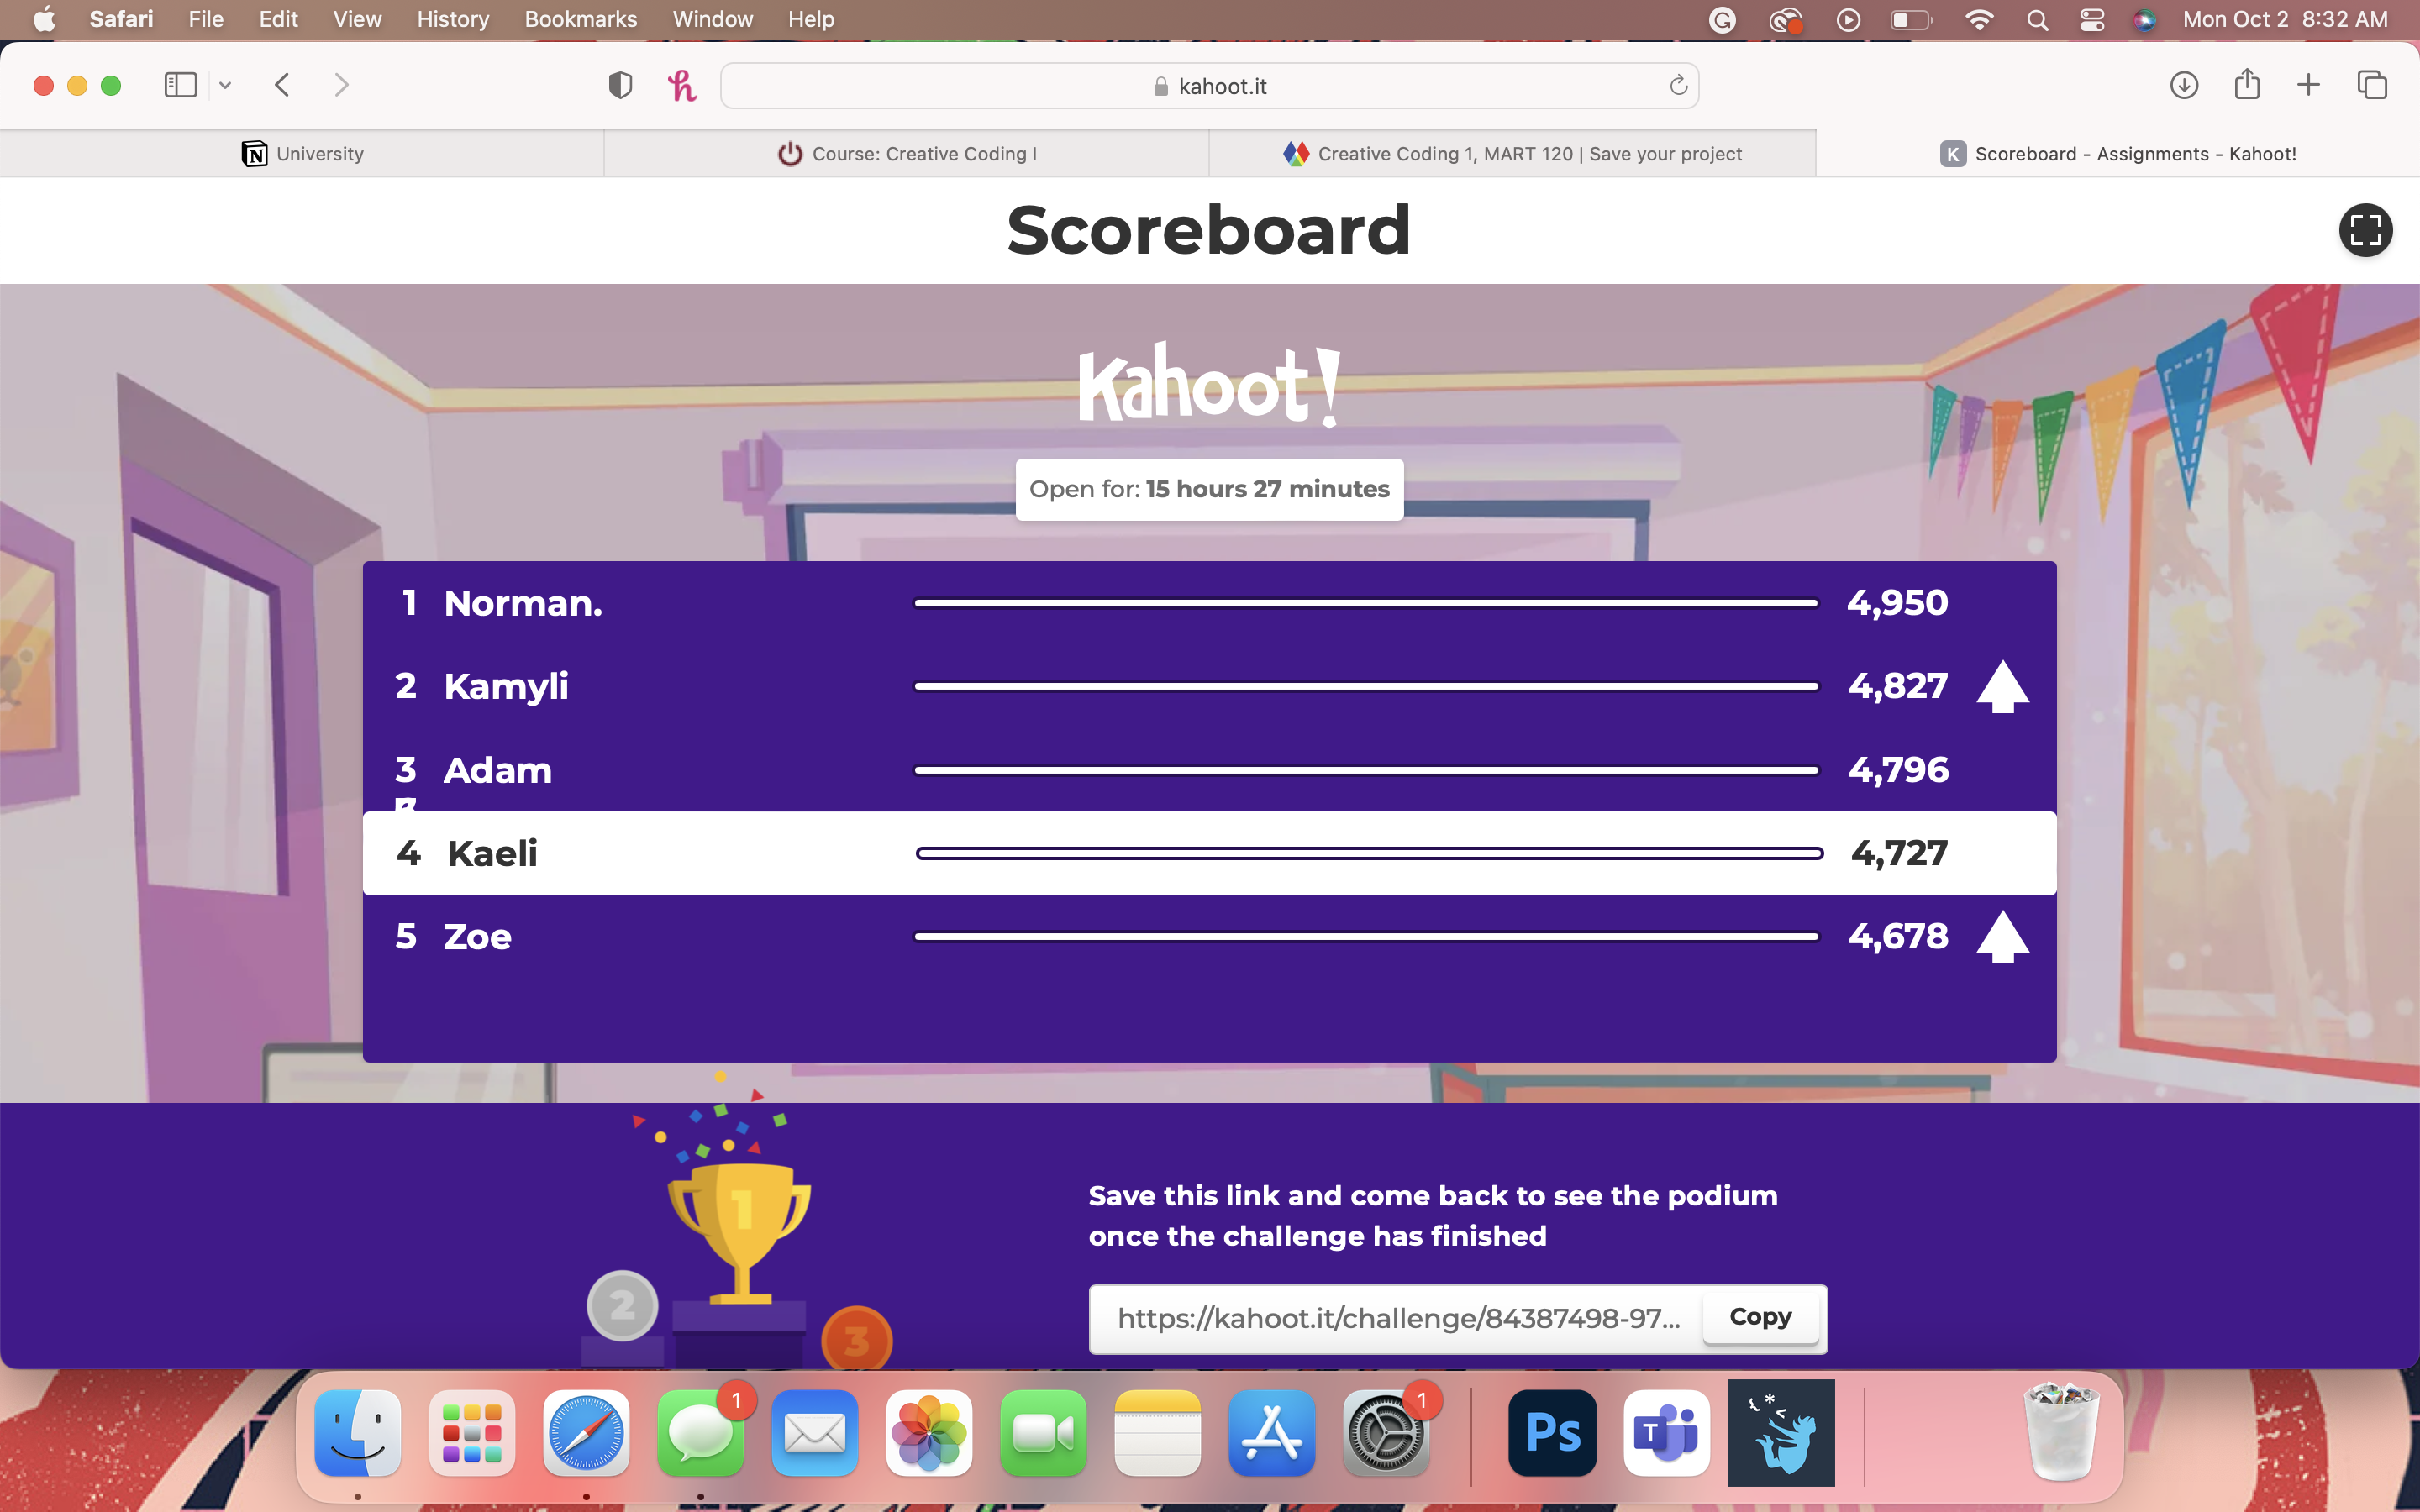 Safari File Edit View History Bookmarks Window Help Mon Oct 2 8:32 AM
kahoot.it
University Course: Creative Coding I Creative Coding 1, MART 120 | Save your project K Scoreboard - Assignments - Kahoot!
Scoreboard
Kahoot!
Open for: 15 hours 27 minutes
1 Norman. 4,950
2 Kamyli 4,827
3 Adam 4,796
4 Kaeli 4,727
5 Zoe 4,678
1
2
3
Save this link and come back to see the podium
once the challenge has finished
https://kahoot.it/challenge/84387498-97... Copy
1 1 Ps T